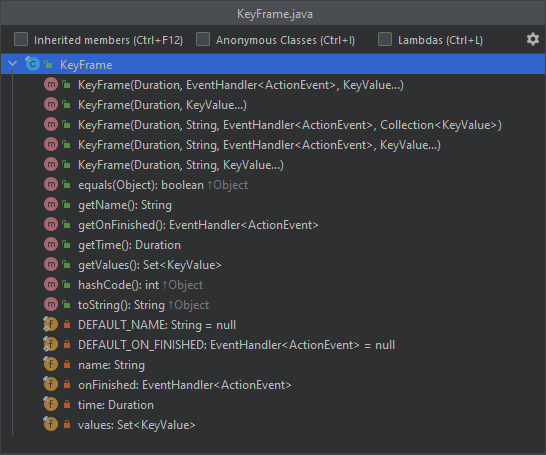 KeyFrame.java
Inherited members (Ctrl+F12) Anonymous Classes (Ctrl+I) Lambdas (Ctrl+L)
KeyFrame
KeyFrame(Duration, EventHandler<ActionEvent>, KeyValue...)
KeyFrame(Duration, KeyValue...)
KeyFrame(Duration, String, EventHandler<ActionEvent>, Collection<KeyValue>)
KeyFrame(Duration, String, EventHandler<ActionEvent>, KeyValue...)
KeyFrame(Duration, String, KeyValue...)
equals(Object): boolean ↑Object
getName(): String
getOnFinished(): EventHandler<ActionEvent>
getTime(): Duration
getValues(): Set<KeyValue>
hashCode(): int ↑Object
toString(): String ↑Object
DEFAULT_NAME: String = null
DEFAULT_ON_FINISHED: EventHandler<ActionEvent> = null
name: String
onFinished: EventHandler<ActionEvent>
time: Duration
values: Set<KeyValue>